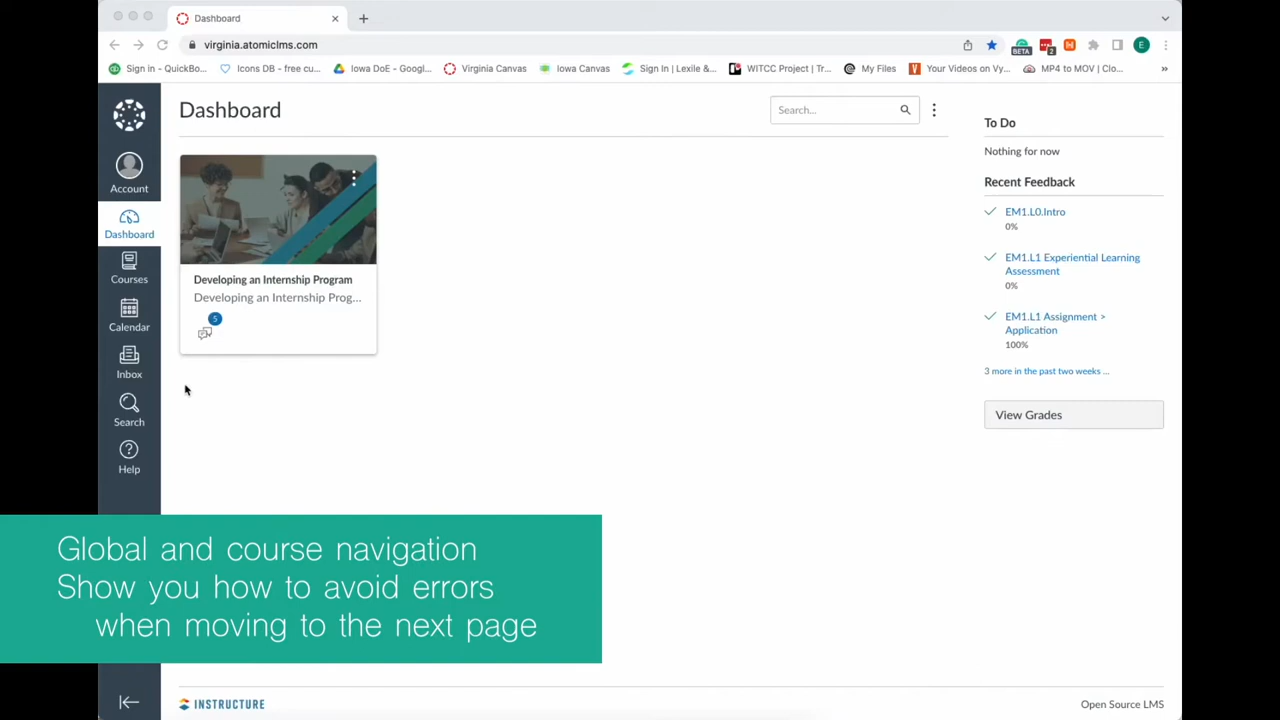 Dashboard
virginia.atomiclms.com
BETA
2
E
Sign in - QuickBo...
Icons DB - free cu...
Iowa DoE - Googl...
Virginia Canvas
Iowa Canvas
Sign In | Lexile &...
WITCC Project | Tr...
My Files
Your Videos on Vy...
MP4 to MOV | Clo...
Account
Dashboard
Courses
Calendar
Inbox
Search
Help
Dashboard
Search...
Developing an Internship Program
Developing an Internship Prog...
5
To Do
Nothing for now
Recent Feedback
EM1.L0.Intro
0%
EM1.L1 Experiential Learning
Assessment
0%
EM1.L1 Assignment >
Application
100%
3 more in the past two weeks ...
View Grades
Global and course navigation
Show you how to avoid errors
when moving to the next page
INSTRUCTURE
Open Source LMS